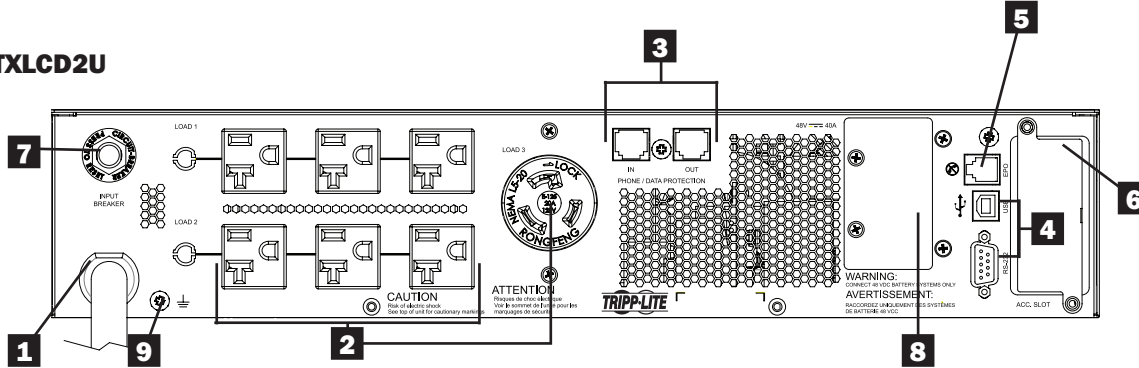 TXLCD2U
1
2
3
4
5
6
7
8
9
LOAD 1
LOAD 2
LOAD 3
INPUT
BREAKER
PRESS TO RESET
CIRCUIT-BREAKER
NEMA L5-20
LOCK
20A
RONGFENG
IN
OUT
PHONE / DATA PROTECTION
48V 40A
EPO
USB
RS-232
ACC. SLOT
CAUTION
Risk of electric shock
See top of unit for cautionary markings
ATTENTION
Risques de choc électrique
Voir le sommet de l'unité pour les
marquages de sécurité
TRIPP·LITE
WARNING:
CONNECT 48 VDC BATTERY SYSTEMS ONLY
AVERTISSEMENT:
RACCORDEZ UNIQUEMENT DES SYSTÈMES
DE BATTERIE 48 VCC